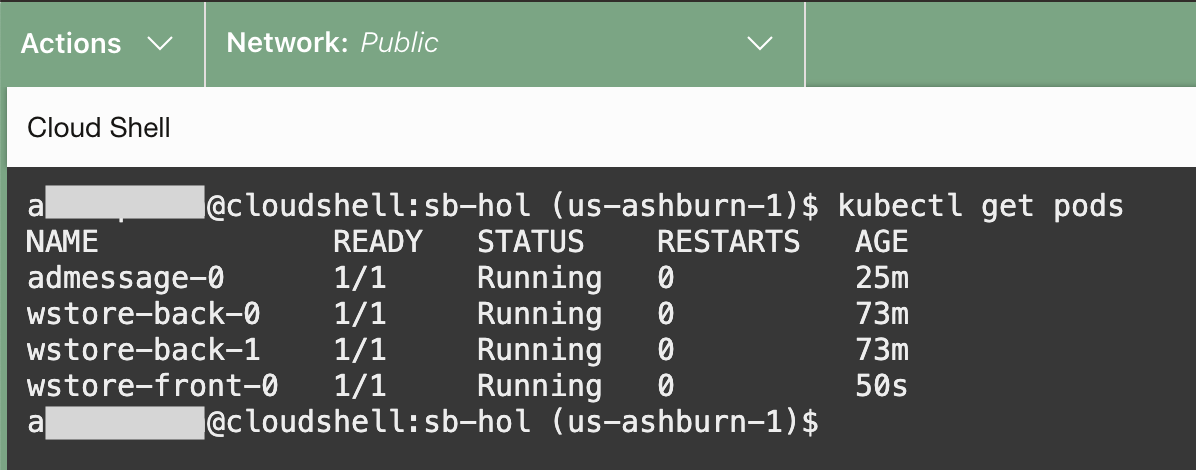 Actions Network: Public
Cloud Shell
a @cloudshell:sb-hol (us-ashburn-1)$ kubectl get pods
NAME READY STATUS RESTARTS AGE
admessage-0 1/1 Running 0 25m
wstore-back-0 1/1 Running 0 73m
wstore-back-1 1/1 Running 0 73m
wstore-front-0 1/1 Running 0 50s
a @cloudshell:sb-hol (us-ashburn-1)$